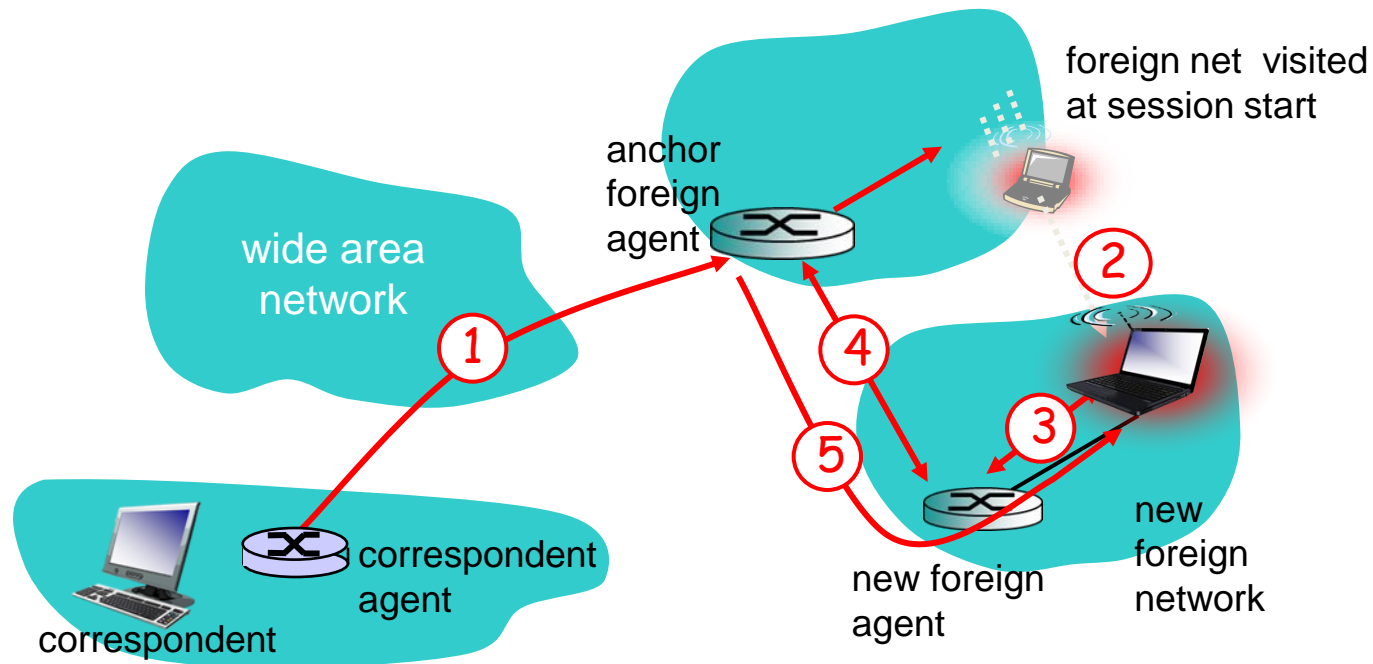 foreign net visited
at session start
anchor
foreign
agent
wide area
network
2
1
4
3
5
correspondent
agent
correspondent
new foreign
agent
new
foreign
network